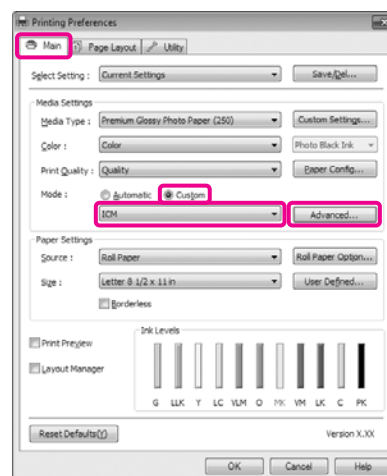 Printing Preferences
Main Page Layout Utility
Select Setting : Current Settings Save/Del...
Media Settings
Media Type : Premium Glossy Photo Paper (250) Custom Settings...
Color : Color Photo Black Ink
Print Quality : Quality Paper Config...
Mode : Automatic Custom
ICM Advanced...
Paper Settings
Source : Roll Paper Roll Paper Option...
Size : Letter 8 1/2 x 11 in User Defined...
Borderless
Ink Levels
Print Preview
Layout Manager
G LLK Y LC VLM O MK VM LK C PK
Reset Defaults(Y) Version X.XX
OK Cancel Help